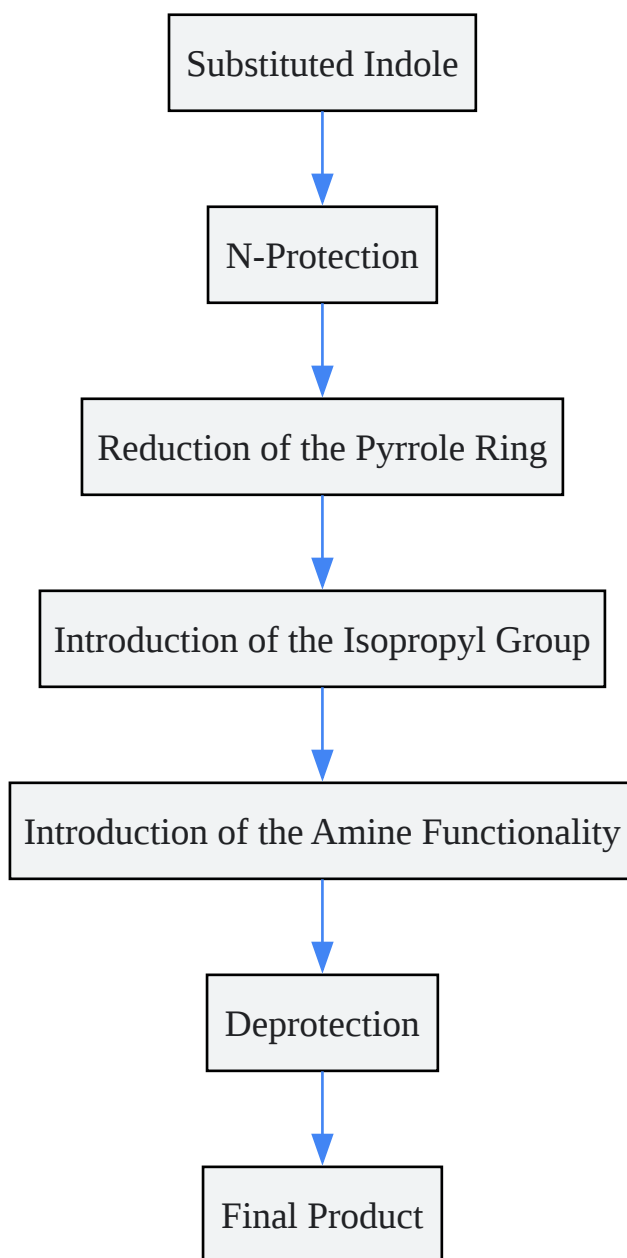 Substituted Indole
N-Protection
Reduction of the Pyrrole Ring
Introduction of the Isopropyl Group
Introduction of the Amine Functionality
Deprotection
Final Product